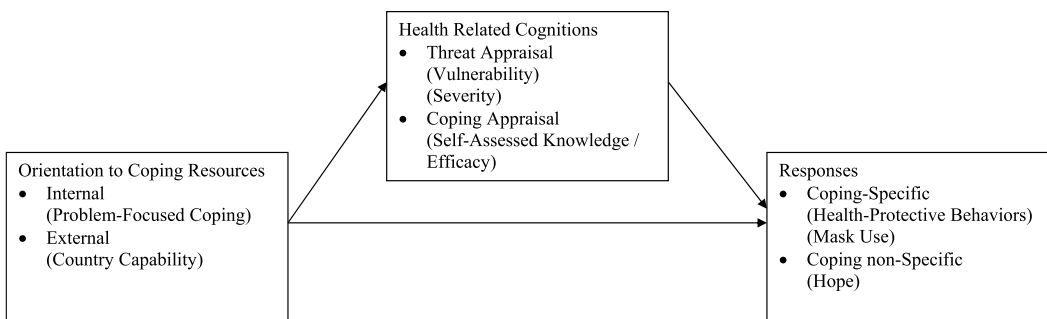 Health Related Cognitions
● Threat Appraisal
(Vulnerability)
(Severity)
● Coping Appraisal
(Self-Assessed Knowledge /
Efficacy)
Orientation to Coping Resources
● Internal
(Problem-Focused Coping)
● External
(Country Capability)
Responses
● Coping-Specific
(Health-Protective Behaviors)
(Mask Use)
● Coping non-Specific
(Hope)